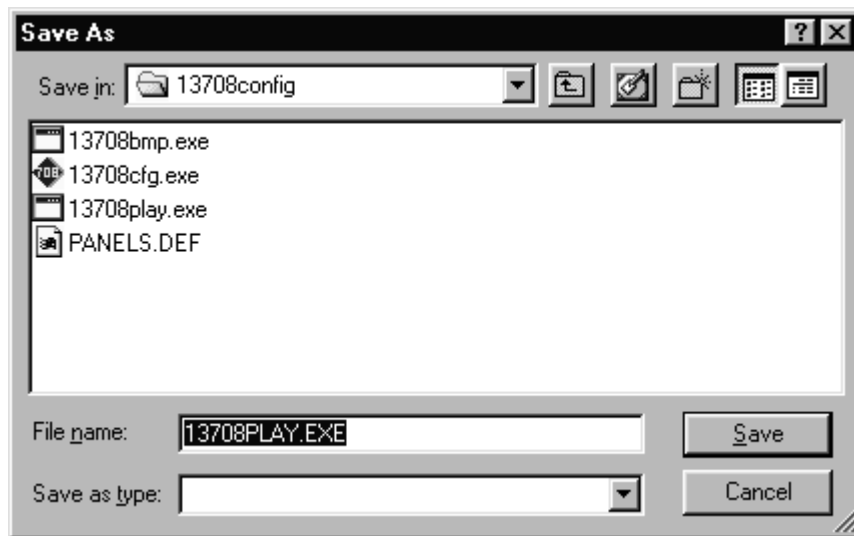 Save As
Save in: 13708config
13708bmp.exe
708 13708cfg.exe
13708play.exe
PANELS.DEF
File name: 13708PLAY.EXE Save
Save as type: Cancel